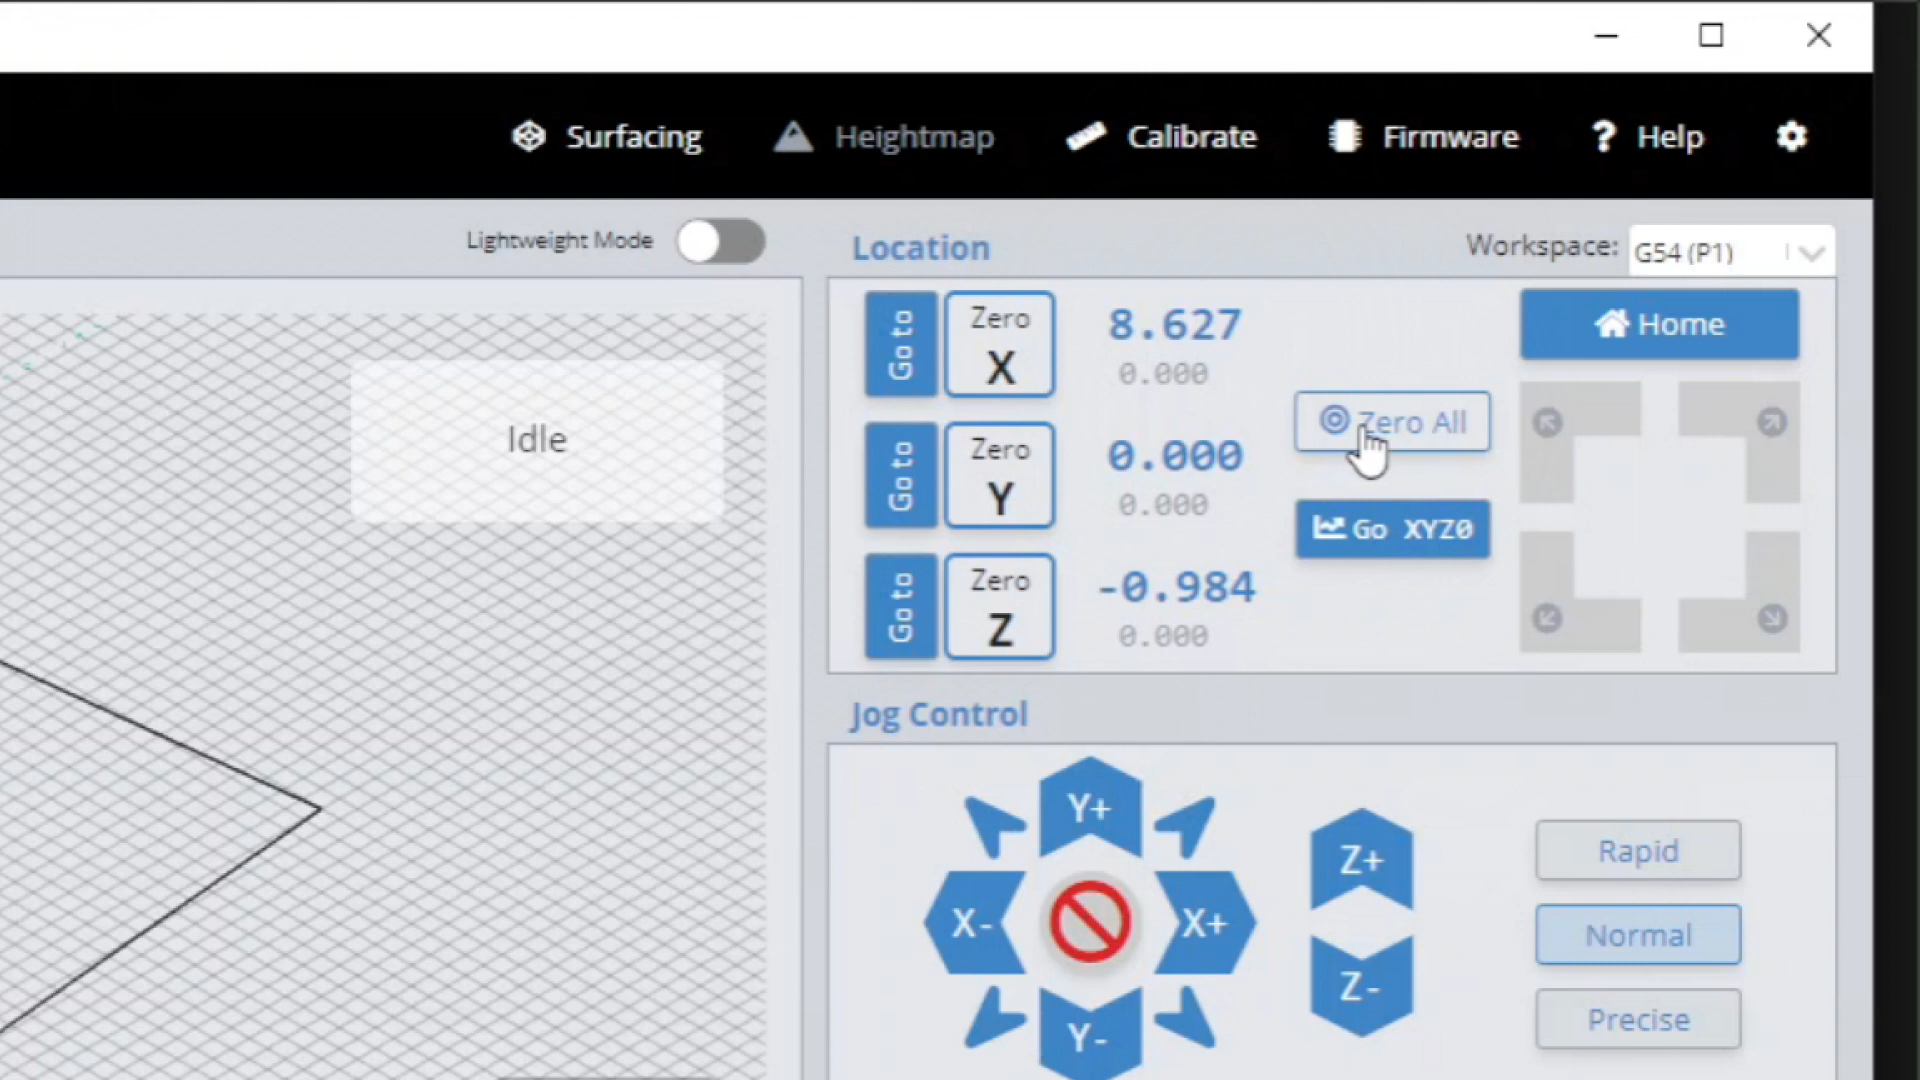 Surfacing Heightmap Calibrate Firmware ? Help
Lightweight Mode
Location
Workspace: G54 (P1)
Idle
Go to
Zero
X
8.627
0.000
Home
Zero All
Go to
Zero
Y
0.000
0.000
Go XYZ0
Go to
Zero
Z
-0.984
0.000
Jog Control
Y+
X-
X+
Y-
Z+
Z-
Rapid
Normal
Precise